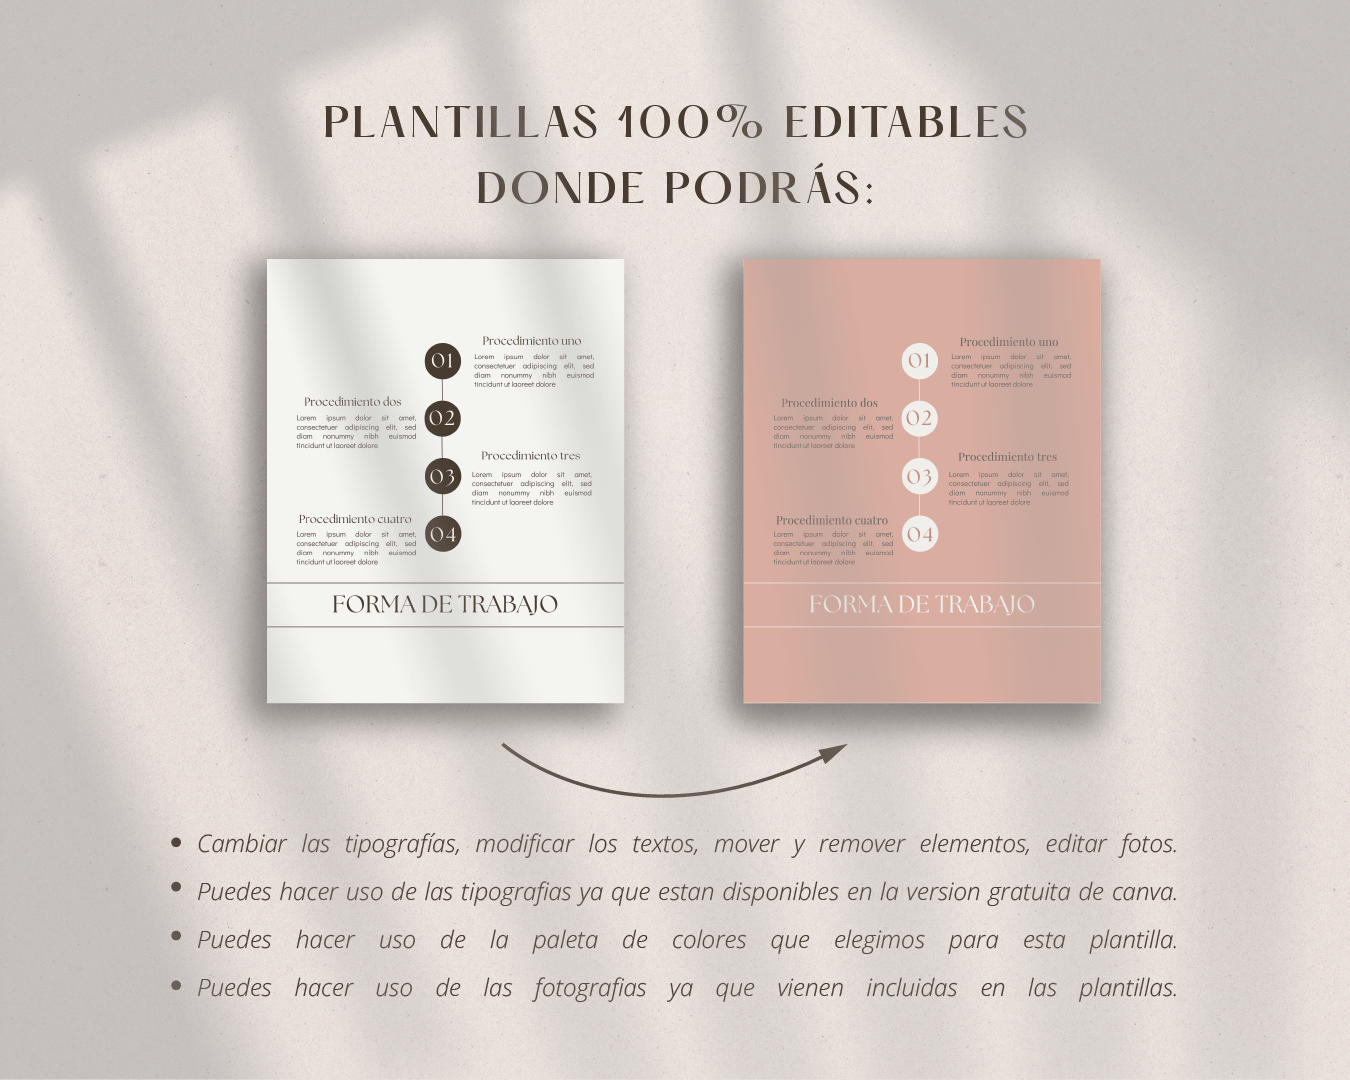 PLANTILLAS 100% EDITABLES
DONDE PODRÁS:
Procedimiento uno
Lorem ipsum dolor sit amet,
consectetuer adipiscing elit, sed
diam nonummy nibh euismod
tincidunt ut laoreet dolore
01
Procedimiento dos
Lorem ipsum dolor sit amet,
consectetuer adipiscing elit, sed
diam nonummy nibh euismod
tincidunt ut laoreet dolore
02
Procedimiento tres
Lorem ipsum dolor sit amet,
consectetuer adipiscing elit, sed
diam nonummy nibh euismod
tincidunt ut laoreet dolore
03
Procedimiento cuatro
Lorem ipsum dolor sit amet,
consectetuer adipiscing elit, sed
diam nonummy nibh euismod
tincidunt ut laoreet dolore
04
FORMA DE TRABAJO
Procedimiento uno
Lorem ipsum dolor sit amet,
consectetuer adipiscing elit, sed
diam nonummy nibh euismod
tincidunt ut laoreet dolore
01
Procedimiento dos
Lorem ipsum dolor sit amet,
consectetuer adipiscing elit, sed
diam nonummy nibh euismod
tincidunt ut laoreet dolore
02
Procedimiento tres
Lorem ipsum dolor sit amet,
consectetuer adipiscing elit, sed
diam nonummy nibh euismod
tincidunt ut laoreet dolore
03
Procedimiento cuatro
Lorem ipsum dolor sit amet,
consectetuer adipiscing elit, sed
diam nonummy nibh euismod
tincidunt ut laoreet dolore
04
FORMA DE TRABAJO
• Cambiar las tipografías, modificar los textos, mover y remover elementos, editar fotos.
• Puedes hacer uso de las tipografias ya que estan disponibles en la version gratuita de canva.
• Puedes hacer uso de la paleta de colores que elegimos para esta plantilla.
• Puedes hacer uso de las fotografias ya que vienen incluidas en las plantillas.